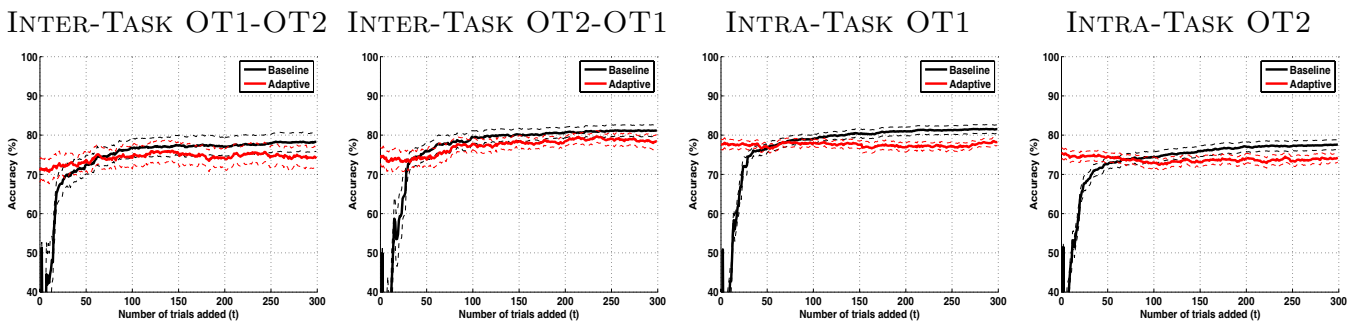 INTER-TASK OT1-OT2 INTER-TASK OT2-OT1 INTRA-TASK OT1 INTRA-TASK OT2
Accuracy (%)
100
90
80
70
60
50
40
0 50 100 150 200 250 300
Number of trials added (t)
Baseline
Adaptive
Accuracy (%)
100
90
80
70
60
50
40
0 50 100 150 200 250 300
Number of trials added (t)
Baseline
Adaptive
Accuracy (%)
100
90
80
70
60
50
40
0 50 100 150 200 250 300
Number of trials added (t)
Baseline
Adaptive
Accuracy (%)
100
90
80
70
60
50
40
0 50 100 150 200 250 300
Number of trials added (t)
Baseline
Adaptive